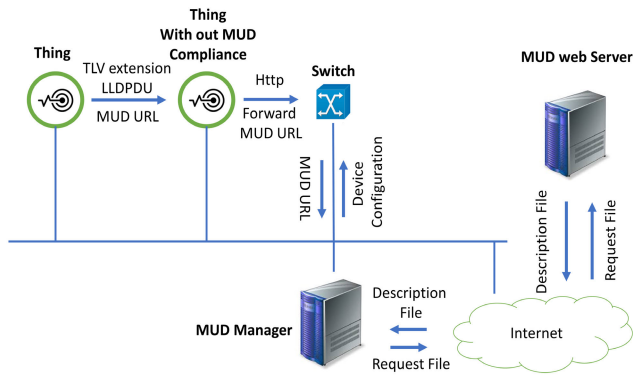 Thing
Thing
With out MUD
Compliance
TLV extension
LLDPDU
MUD URL
Http
Forward
MUD URL
Switch
MUD web Server
MUD URL
Device
Configuration
Description File
Request File
MUD Manager
Description
File
Request File
Internet